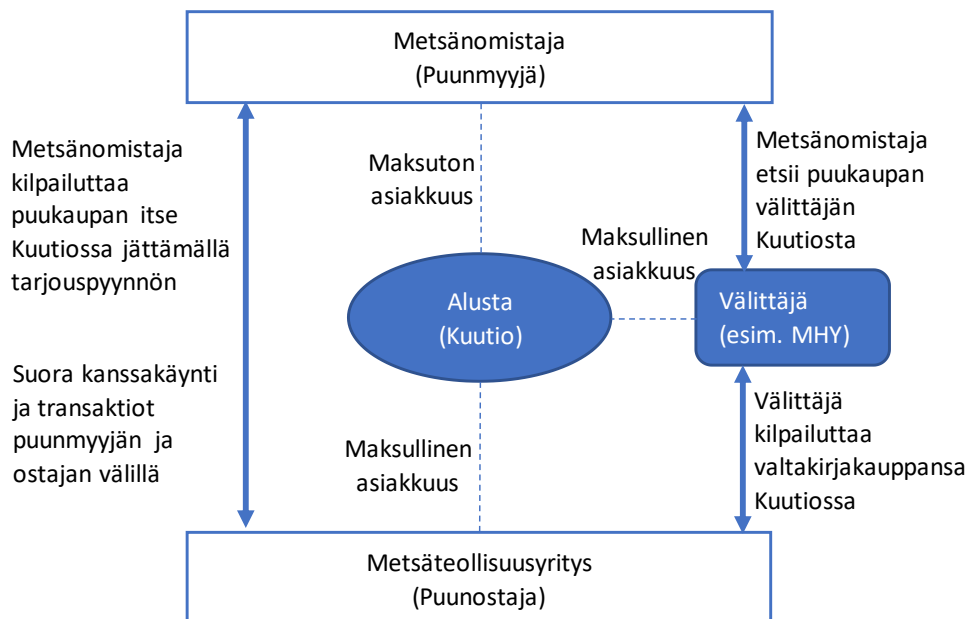 Metsänomistaja
(Puunmyyjä)
Metsänomistaja
kilpailuttaa
puukaupan itse
Kuutiossa jättämällä
tarjouspyynnön
Maksuton
asiakkuus
Metsänomistaja
etsii puukaupan
välittäjän
Kuutiosta
Maksullinen
asiakkuus
Alusta
(Kuutio)
Välittäjä
(esim. MHY)
Suora kanssakäynti
ja transaktiot
puunmyyjän ja
ostajan välillä
Maksullinen
asiakkuus
Välittäjä
kilpailuttaa
valtakirjakauppansa
Kuutiossa
Metsäteollisuusyritys
(Puunostaja)